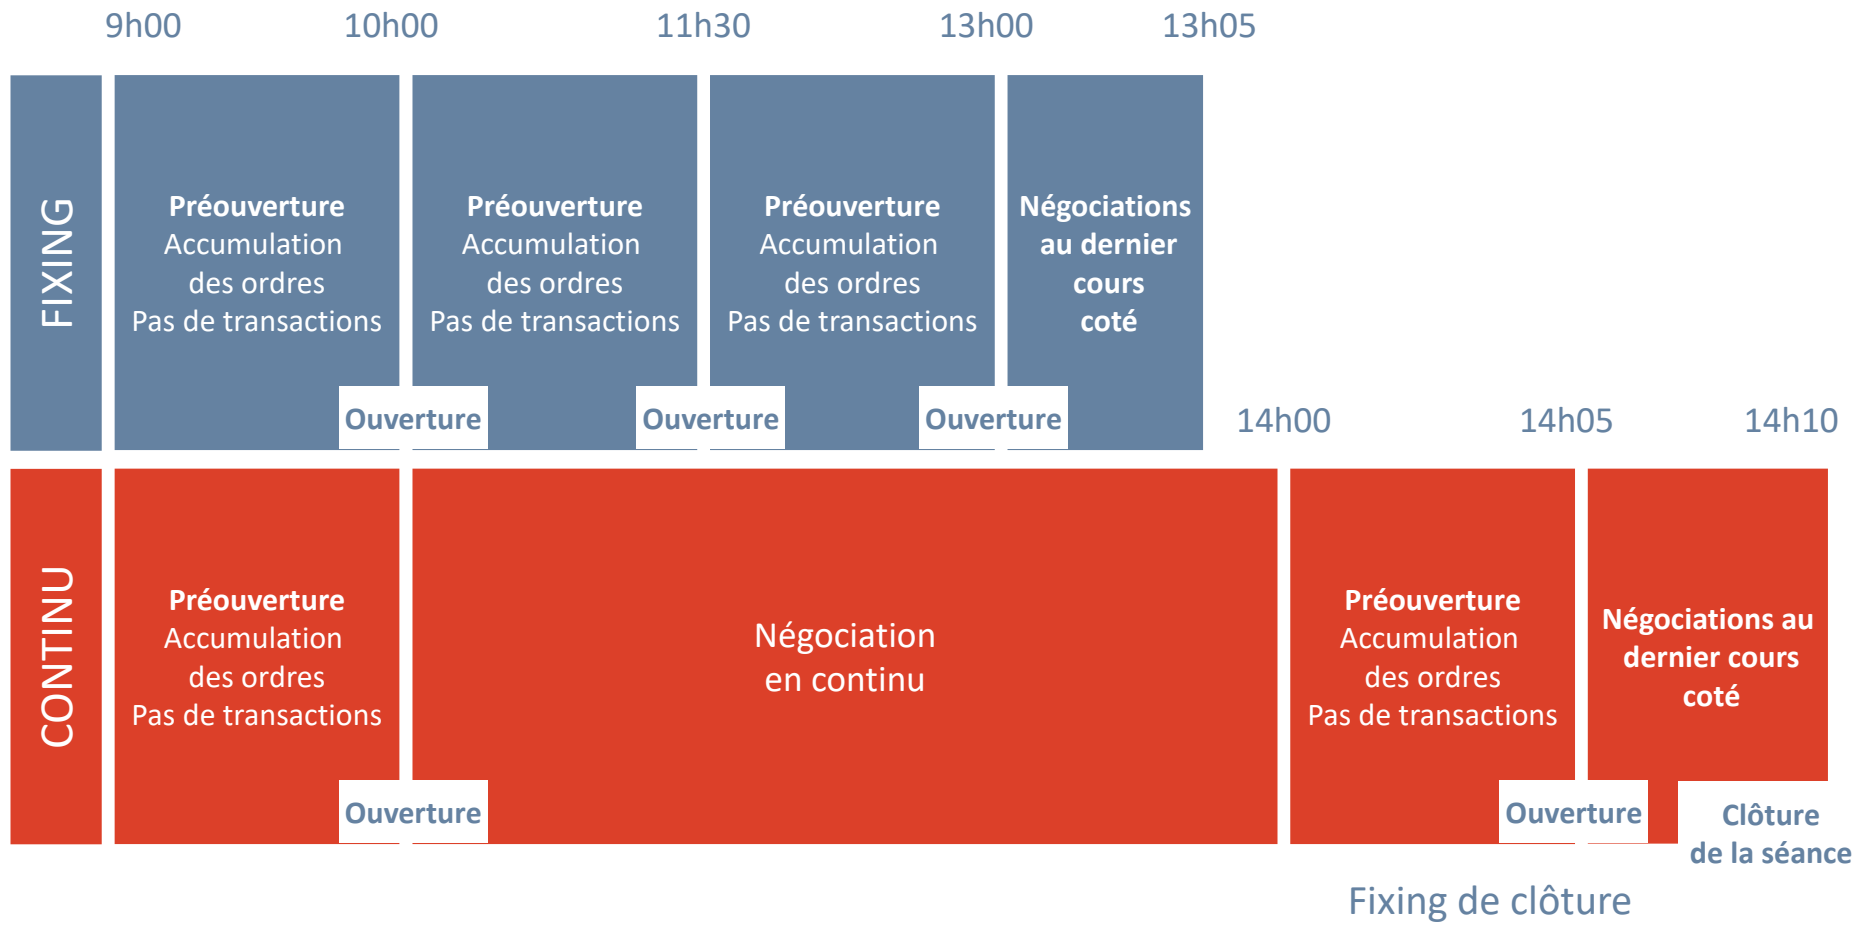 9h00
10h00
11h30
13h00
13h05
FIXING
Préouverture
Accumulation
des ordres
Pas de transactions
Ouverture
Préouverture
Accumulation
des ordres
Pas de transactions
Ouverture
Préouverture
Accumulation
des ordres
Pas de transactions
Ouverture
Négociations
au dernier
cours
coté
14h00
14h05
14h10
CONTINU
Préouverture
Accumulation
des ordres
Pas de transactions
Ouverture
Négociation
en continu
Préouverture
Accumulation
des ordres
Pas de transactions
Ouverture
Négociations au
dernier cours
coté
Clôture
de la séance
Fixing de clôture